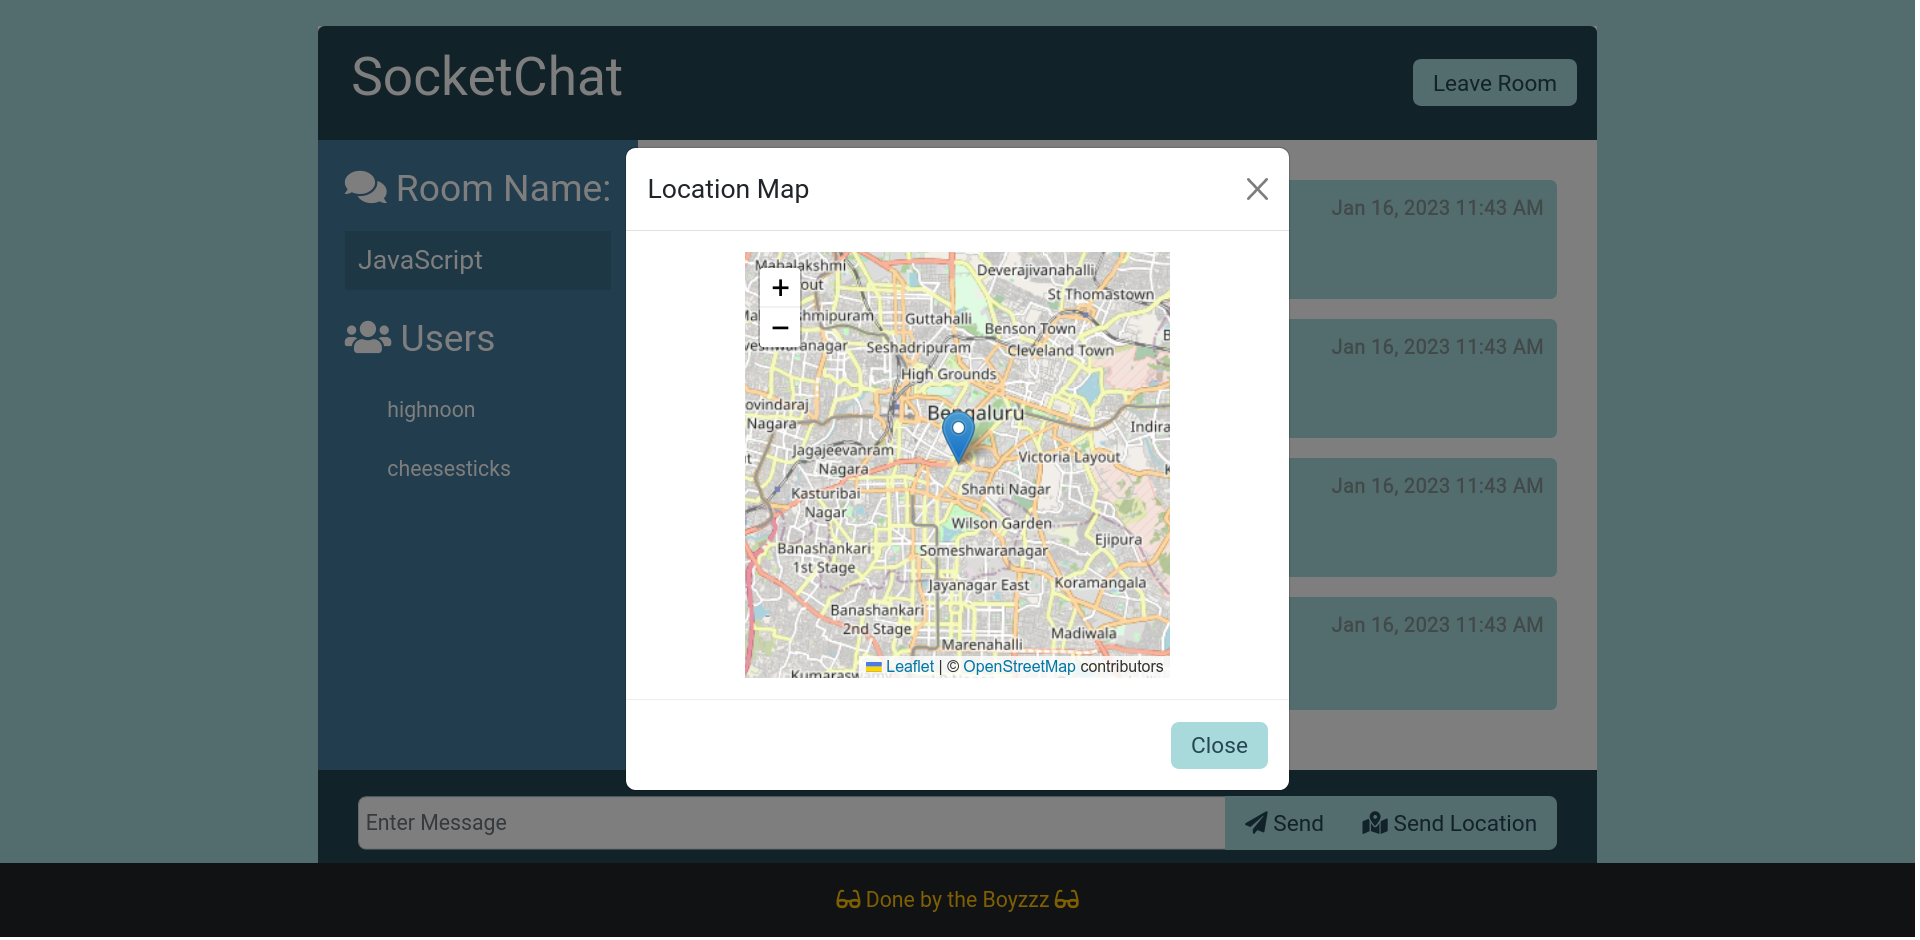 SocketChat
Leave Room
Room Name:
JavaScript
Users
highnoon
cheesesticks
Location Map
Jan 16, 2023 11:43 AM
Jan 16, 2023 11:43 AM
Jan 16, 2023 11:43 AM
Jan 16, 2023 11:43 AM
+
−
Mahalakshmi
out
Deverajivanahalli
St Thomastown
shmipuram
Guttahalli
Benson Town
anagar
Seshadripuram
Cleveland Town
High Grounds
ovindaraj
Nagara
Bengaluru
Indira
Jagajeevanram
Nagara
Victoria Layout
Kasturibai
Nagar
Shanti Nagar
Wilson Garden
Ejipura
Banashankari
1st Stage
Someshwaranagar
Jayanagar East
Koramangala
Banashankari
2nd Stage
Madiwala
Marenahalli
Leaflet | © OpenStreetMap contributors
Close
Enter Message
Send
Send Location
Done by the Boyzzz